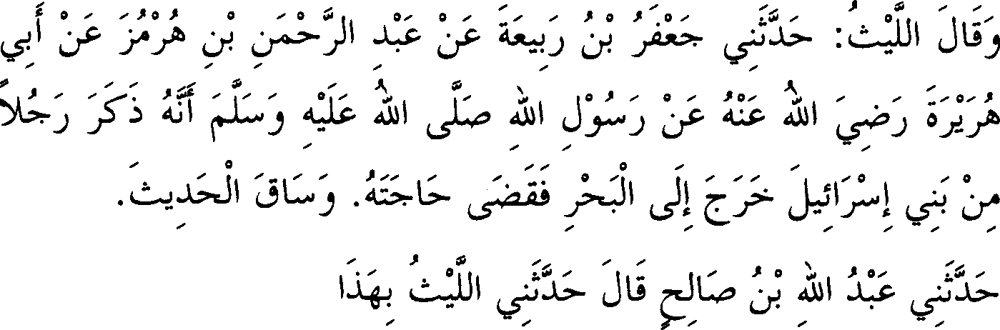 وَقَالَ اللَّيْثُ: حَدَّثَنِي جَعْفَرُ بْنُ رَبِيعَةَ عَنْ عَبْدِ الرَّحْمَنِ بْنِ هُرْمُزَ عَنْ أَبِي
هُرَيْرَةَ رَضِيَ اللهُ عَنْهُ عَنْ رَسُوْلِ اللهِ صَلَّى اللهُ عَلَيْهِ وَسَلَّمَ أَنَّهُ ذَكَرَ رَجُلاً
مِنْ بَنِي إِسْرَائِيلَ خَرَجَ إِلَى الْبَحْرِ فَقَضَى حَاجَتَهُ. وَسَاقَ الْحَدِيثَ.
حَدَّثَنِي عَبْدُ اللهِ بْنُ صَالِحٍ قَالَ حَدَّثَنِي اللَّيْثُ بِهَذَا